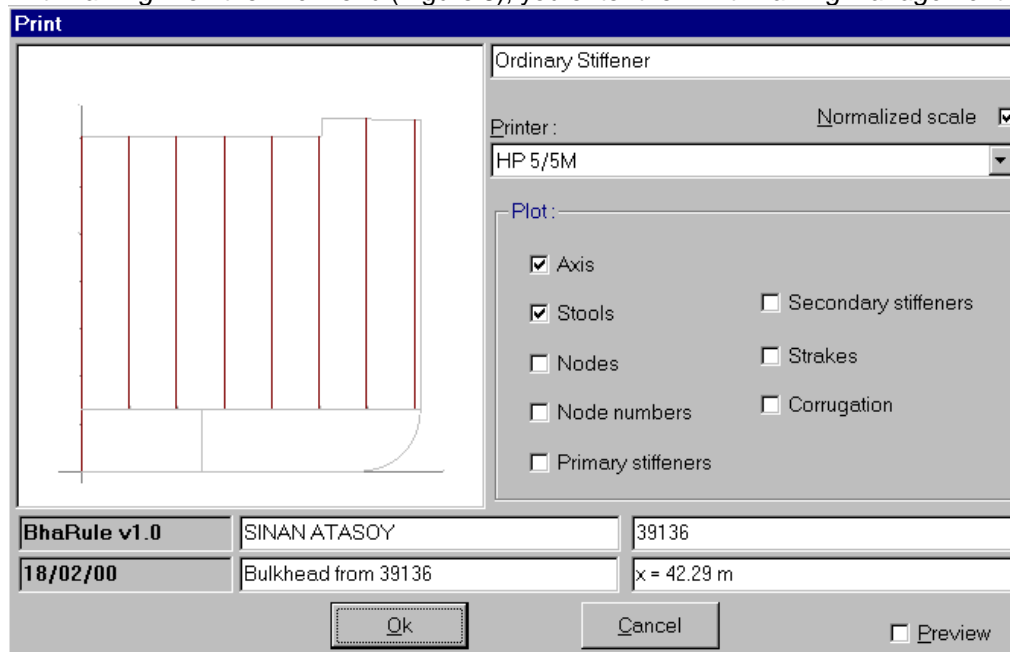 Print
Ordinary Stiffener
Printer :
Normalized scale
HP 5/5M
Plot :
Axis
Stools
Secondary stiffeners
Nodes
Strakes
Node numbers
Corrugation
Primary stiffeners
BhaRule v1.0
SINAN ATASOY
39136
18/02/00
Bulkhead from 39136
x = 42.29 m
Ok
Cancel
Preview